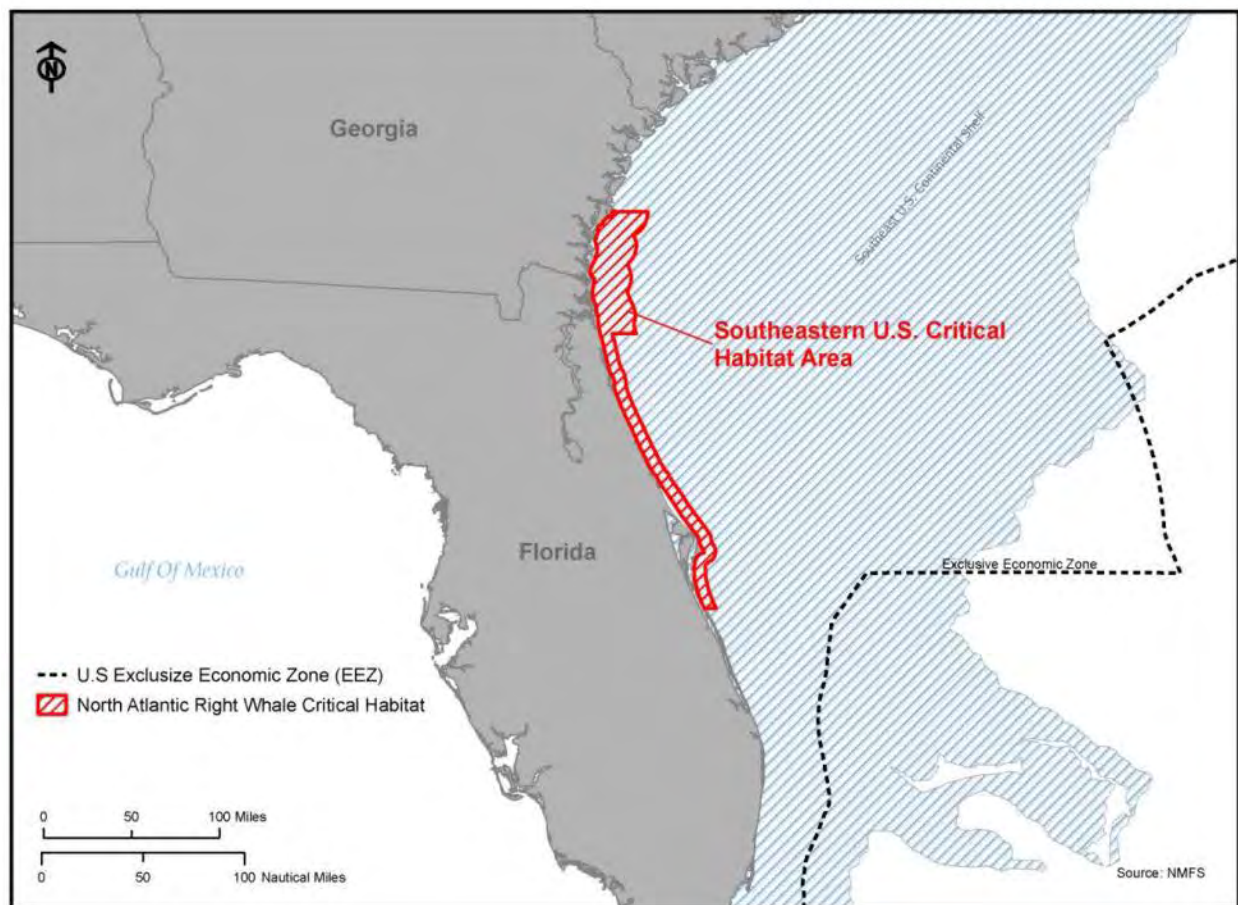 N
Georgia
Southeast U.S. Continental Shelf
Southeastern U.S. Critical
Habitat Area
Florida
Gulf Of Mexico
Exclusive Economic Zone
U.S Exclusize Economic Zone (EEZ)
North Atlantic Right Whale Critical Habitat
0 50 100 Miles
0 50 100 Nautical Miles
Source: NMFS